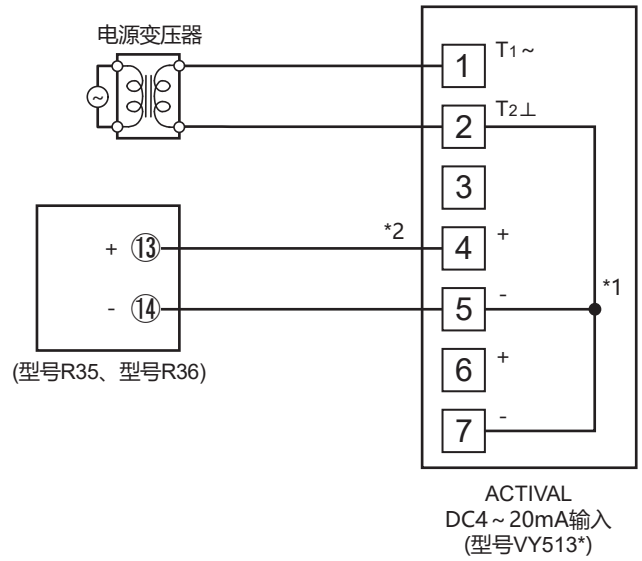 电源变压器
~
1 T1~
2 T2⊥
3
+ ⑬ *2 4 +
- ⑭ 5 - *1
(型号R35、型号R36)
6 +
7 -
ACTIVAL
DC4~20mA输入
(型号VY513*)